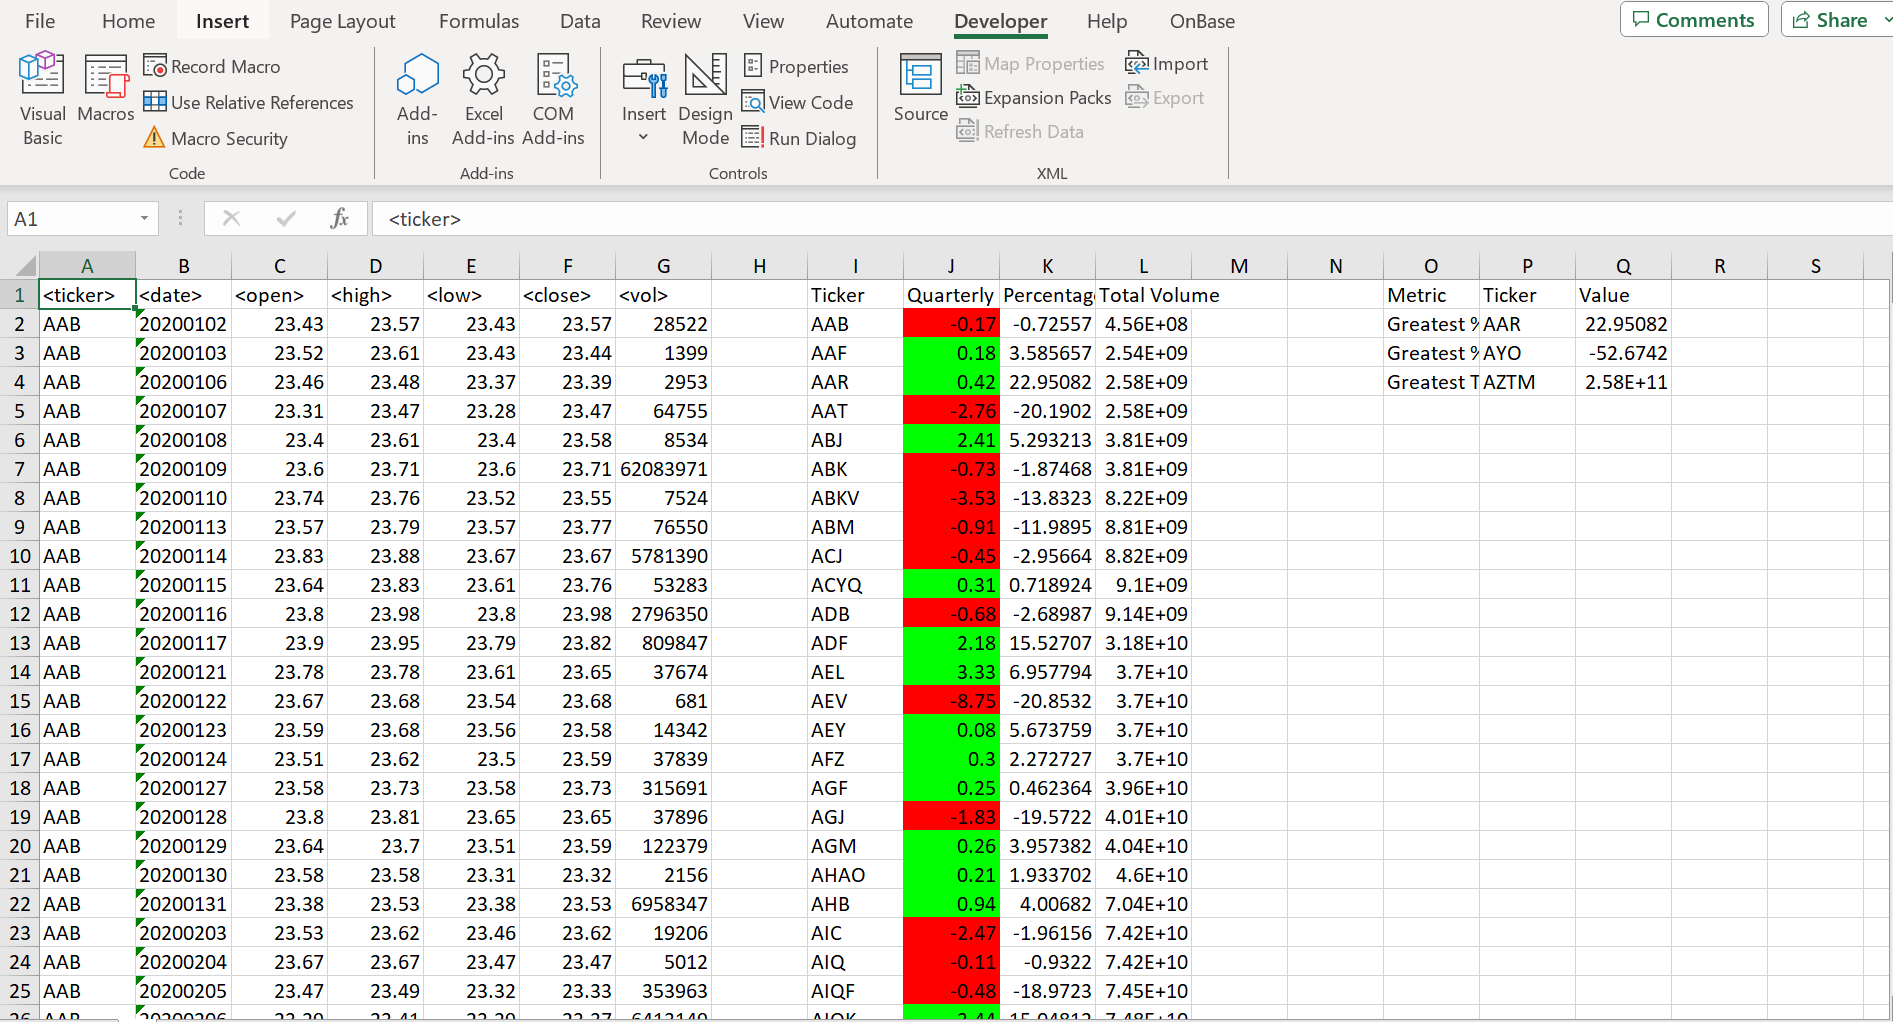 File Home Insert Page Layout Formulas Data Review View Automate Developer Help OnBase Comments Share
Visual Basic
Macros
Record Macro
Use Relative References
Macro Security
Code
Add-ins
Excel Add-ins
COM Add-ins
Add-ins
Insert
Design Mode
Properties
View Code
Run Dialog
Controls
Source
Map Properties
Expansion Packs
Refresh Data
Import
Export
XML
A1 fx <ticker>
A B C D E F G H I J K L M N O P Q R S
1 <ticker> <date> <open> <high> <low> <close> <vol> Ticker Quarterly Percentag Total Volume Metric Ticker Value
2 AAB 20200102 23.43 23.57 23.43 23.57 28522 AAB -0.17 -0.72557 4.56E+08 Greatest % AAR 22.95082
3 AAB 20200103 23.52 23.61 23.43 23.44 1399 AAF 0.18 3.585657 2.54E+09 Greatest % AYO -52.6742
4 AAB 20200106 23.46 23.48 23.37 23.39 2953 AAR 0.42 22.95082 2.58E+09 Greatest T AZTM 2.58E+11
5 AAB 20200107 23.31 23.47 23.28 23.47 64755 AAT -2.76 -20.1902 2.58E+09
6 AAB 20200108 23.4 23.61 23.4 23.58 8534 ABJ 2.41 5.293213 3.81E+09
7 AAB 20200109 23.6 23.71 23.6 23.71 62083971 ABK -0.73 -1.87468 3.81E+09
8 AAB 20200110 23.74 23.76 23.52 23.55 7524 ABKV -3.53 -13.8323 8.22E+09
9 AAB 20200113 23.57 23.79 23.57 23.77 76550 ABM -0.91 -11.9895 8.81E+09
10 AAB 20200114 23.83 23.88 23.67 23.67 5781390 ACJ -0.45 -2.95664 8.82E+09
11 AAB 20200115 23.64 23.83 23.61 23.76 53283 ACYQ 0.31 0.718924 9.1E+09
12 AAB 20200116 23.8 23.98 23.8 23.98 2796350 ADB -0.68 -2.68987 9.14E+09
13 AAB 20200117 23.9 23.95 23.79 23.82 809847 ADF 2.18 15.52707 3.18E+10
14 AAB 20200121 23.78 23.78 23.61 23.65 37674 AEL 3.33 6.957794 3.7E+10
15 AAB 20200122 23.67 23.68 23.54 23.68 681 AEV -8.75 -20.8532 3.7E+10
16 AAB 20200123 23.59 23.68 23.56 23.58 14342 AEY 0.08 5.673759 3.7E+10
17 AAB 20200124 23.51 23.62 23.5 23.59 37839 AFZ 0.3 2.272727 3.7E+10
18 AAB 20200127 23.58 23.73 23.58 23.73 315691 AGF 0.25 0.462364 3.96E+10
19 AAB 20200128 23.8 23.81 23.65 23.65 37896 AGJ -1.83 -19.5722 4.01E+10
20 AAB 20200129 23.64 23.7 23.51 23.59 122379 AGM 0.26 3.957382 4.04E+10
21 AAB 20200130 23.58 23.58 23.31 23.32 2156 AHAO 0.21 1.933702 4.6E+10
22 AAB 20200131 23.38 23.53 23.38 23.53 6958347 AHB 0.94 4.00682 7.04E+10
23 AAB 20200203 23.53 23.62 23.46 23.62 19206 AIC -2.47 -1.96156 7.42E+10
24 AAB 20200204 23.67 23.67 23.47 23.47 5012 AIQ -0.11 -0.9322 7.42E+10
25 AAB 20200205 23.47 23.49 23.32 23.33 353963 AIQF -0.48 -18.9723 7.45E+10